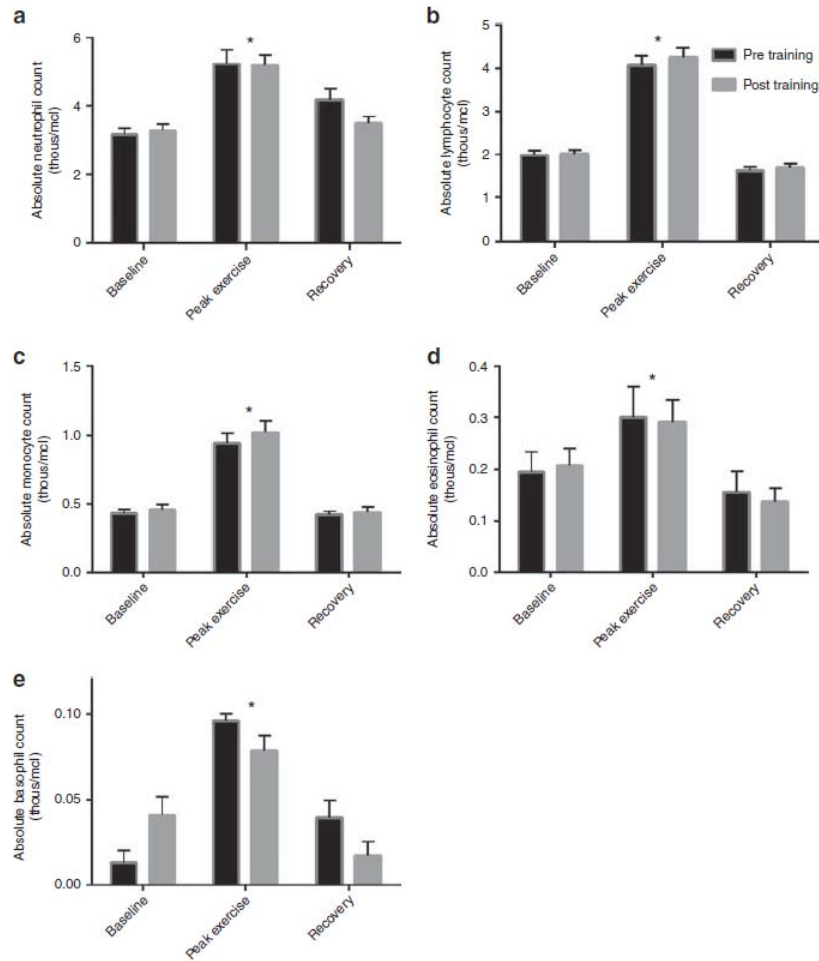 a
Absolute neutrophil count
(thous/mcl)
6
4
2
0
*
Baseline
Peak exercise
Recovery
b
Absolute lymphocyte count
(thous/mcl)
5
4
3
2
1
0
*
Pre training
Post training
Baseline
Peak exercise
Recovery
c
Absolute monocyte count
(thous/mcl)
1.5
1.0
0.5
0.0
*
Baseline
Peak exercise
Recovery
d
Absolute eosinophil count
(thous/mcl)
0.4
0.3
0.2
0.1
0.0
*
Baseline
Peak exercise
Recovery
e
Absolute basophil count
(thous/mcl)
0.10
0.05
0.00
*
Baseline
Peak exercise
Recovery